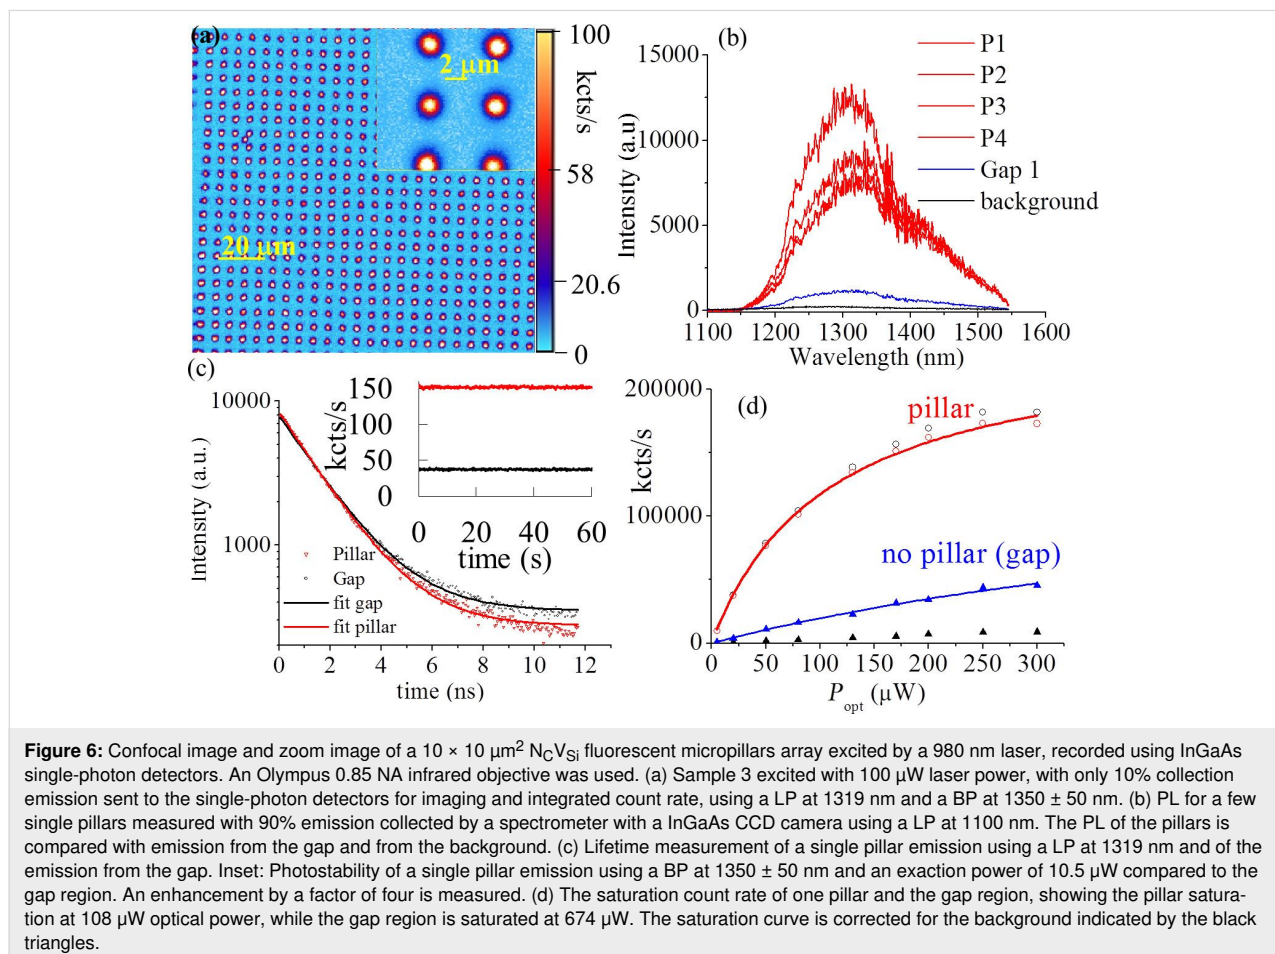 (a)
2 μm
20 μm
100
58
20.6
0
kcts/s
(b)
15000
10000
5000
0
Intensity (a.u)
P1
P2
P3
P4
Gap 1
background
1100 1200 1300 1400 1500 1600
Wavelength (nm)
(c)
10000
1000
Intensity (a.u.)
150
100
50
0
kcts/s
0 20 40 60
time (s)
Pillar
Gap
fit gap
fit pillar
0 2 4 6 8 10 12
time (ns)
(d)
200000
100000
0
kcts/s
pillar
no pillar (gap)
0 50 100 150 200 250 300
Popt (μW)
Figure 6: Confocal image and zoom image of a 10 × 10 μm² NCVSi fluorescent micropillars array excited by a 980 nm laser, recorded using InGaAs
single-photon detectors. An Olympus 0.85 NA infrared objective was used. (a) Sample 3 excited with 100 μW laser power, with only 10% collection
emission sent to the single-photon detectors for imaging and integrated count rate, using a LP at 1319 nm and a BP at 1350 ± 50 nm. (b) PL for a few
single pillars measured with 90% emission collected by a spectrometer with a InGaAs CCD camera using a LP at 1100 nm. The PL of the pillars is
compared with emission from the gap and from the background. (c) Lifetime measurement of a single pillar emission using a LP at 1319 nm and of the
emission from the gap. Inset: Photostability of a single pillar emission using a BP at 1350 ± 50 nm and an exaction power of 10.5 μW compared to the
gap region. An enhancement by a factor of four is measured. (d) The saturation count rate of one pillar and the gap region, showing the pillar satura-
tion at 108 μW optical power, while the gap region is saturated at 674 μW. The saturation curve is corrected for the background indicated by the black
triangles.